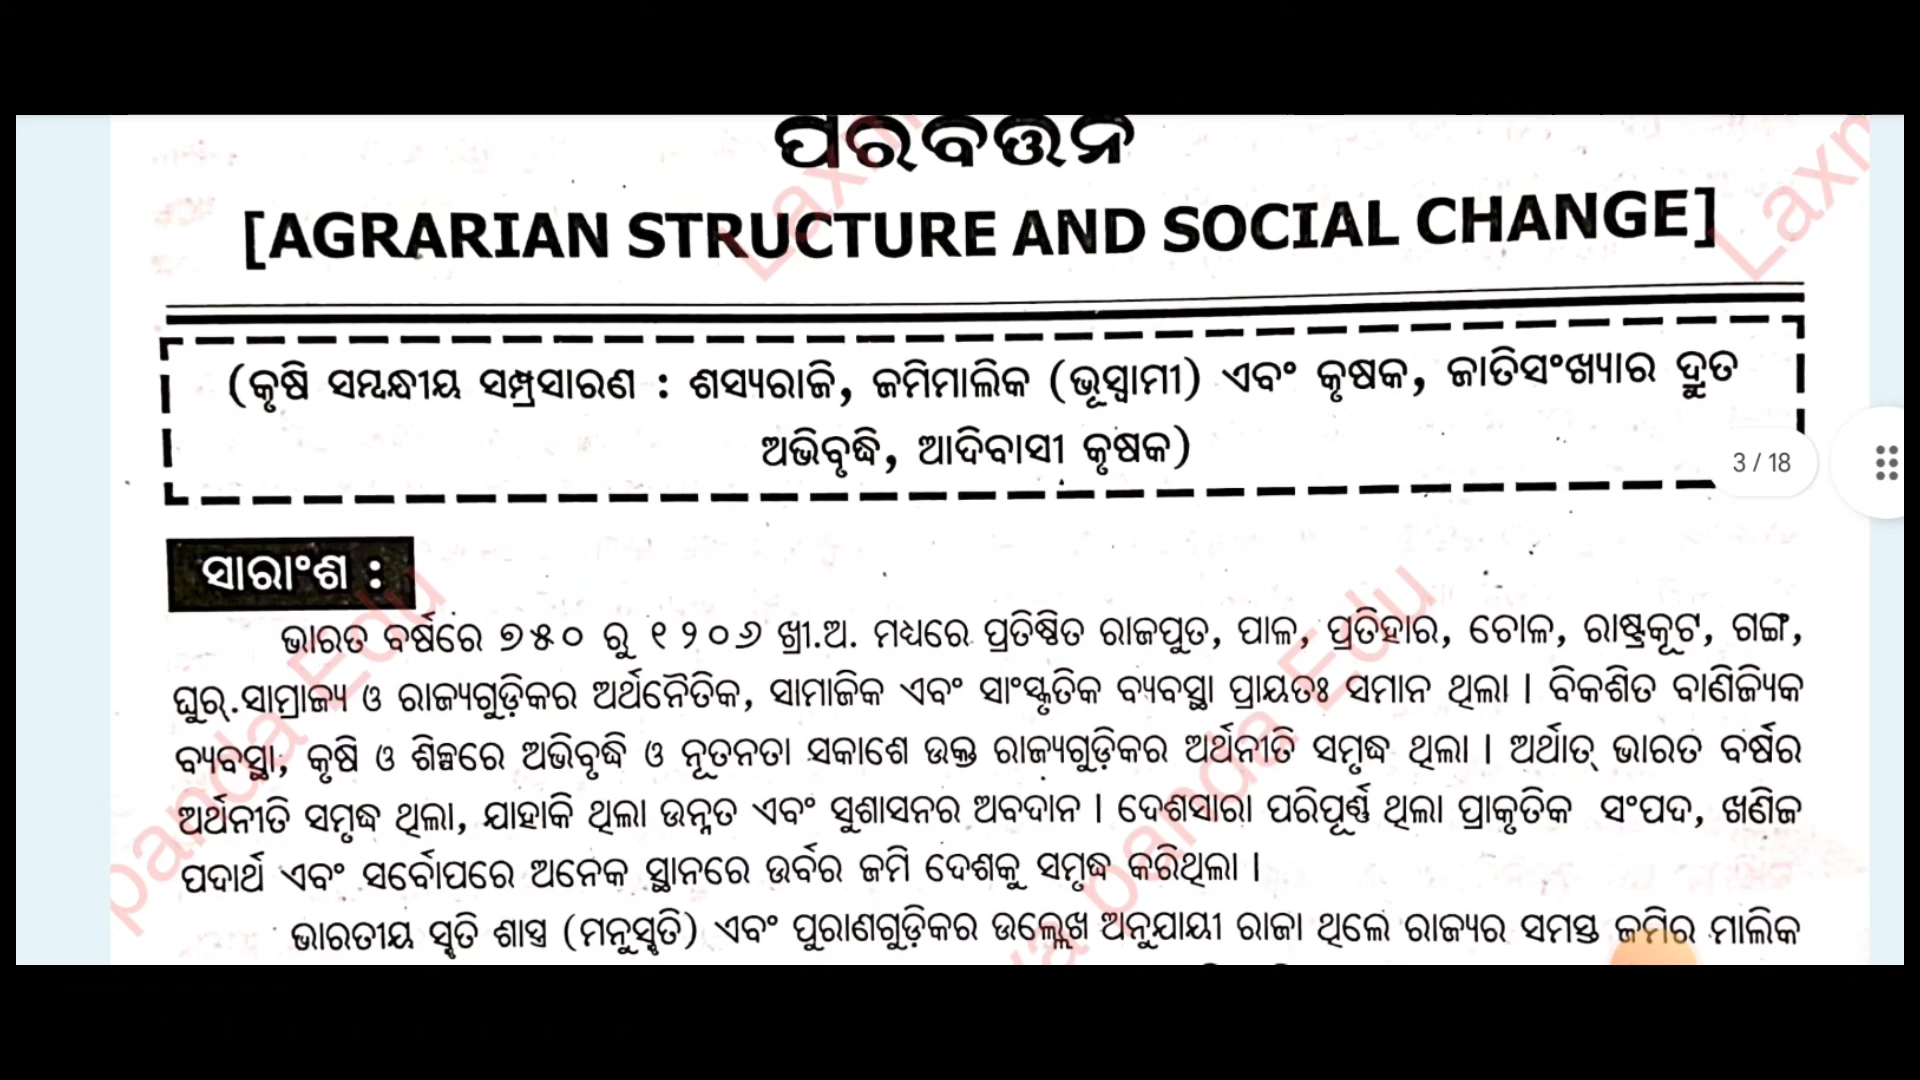 ପରିବର୍ତ୍ତନ
[AGRARIAN STRUCTURE AND SOCIAL CHANGE]
(କୃଷି ସମ୍ବନ୍ଧୀୟ ସମ୍ପ୍ରସାରଣ : ଶସ୍ୟରାଜି, ଜମିମାଲିକ (ଭୂସ୍ୱାମୀ) ଏବଂ କୃଷକ, ଜାତିସଂଖ୍ୟାର ଦ୍ରୁତ
ଅଭିବୃଦ୍ଧି, ଆଦିବାସୀ କୃଷକ)
3 / 18
ସାରାଂଶ :
ଭାରତ ବର୍ଷରେ ୭୫୦ ରୁ ୧୨୦୬ ଖ୍ରୀ.ଅ. ମଧ୍ୟରେ ପ୍ରତିଷ୍ଠିତ ରାଜପୁତ, ପାଳ, ପ୍ରତିହାର, ଚୋଳ, ରାଷ୍ଟ୍ରକୂଟ, ଗଙ୍ଗ,
ଘୁର୍.ସାମ୍ରାଜ୍ୟ ଓ ରାଜ୍ୟଗୁଡ଼ିକର ଅର୍ଥନୈତିକ, ସାମାଜିକ ଏବଂ ସାଂସ୍କୃତିକ ବ୍ୟବସ୍ଥା ପ୍ରାୟତଃ ସମାନ ଥିଲା । ବିକଶିତ ବାଣିଜ୍ୟିକ
ବ୍ୟବସ୍ଥା, କୃଷି ଓ ଶିଳ୍ପରେ ଅଭିବୃଦ୍ଧି ଓ ନୂତନତା ସକାଶେ ଉକ୍ତ ରାଜ୍ୟଗୁଡ଼ିକର ଅର୍ଥନୀତି ସମୃଦ୍ଧ ଥିଲା । ଅର୍ଥାତ୍ ଭାରତ ବର୍ଷର
ଅର୍ଥନୀତି ସମୃଦ୍ଧ ଥିଲା, ଯାହାକି ଥିଲା ଉନ୍ନତ ଏବଂ ସୁଶାସନର ଅବଦାନ । ଦେଶସାରା ପରିପୂର୍ଣ୍ଣ ଥିଲା ପ୍ରାକୃତିକ ସଂପଦ, ଖଣିଜ
ପଦାର୍ଥ ଏବଂ ସର୍ବୋପରେ ଅନେକ ସ୍ଥାନରେ ଉର୍ବର ଜମି ଦେଶକୁ ସମୃଦ୍ଧ କରିଥିଲା ।
ଭାରତୀୟ ସ୍ମୃତି ଶାସ୍ତ୍ର (ମନୁସ୍ମୃତି) ଏବଂ ପୁରାଣଗୁଡ଼ିକର ଉଲ୍ଲେଖ ଅନୁଯାୟୀ ରାଜା ଥିଲେ ରାଜ୍ୟର ସମସ୍ତ ଜମିର ମାଲିକ